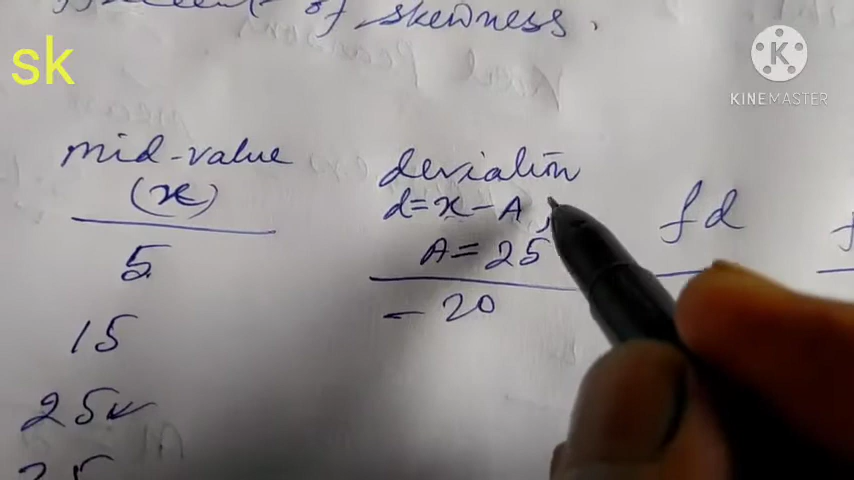 of skewness.
sk
KINEMASTER
mid-value
(x)
deviation
d=x-A,
A=25
fd
5
-20
15
25